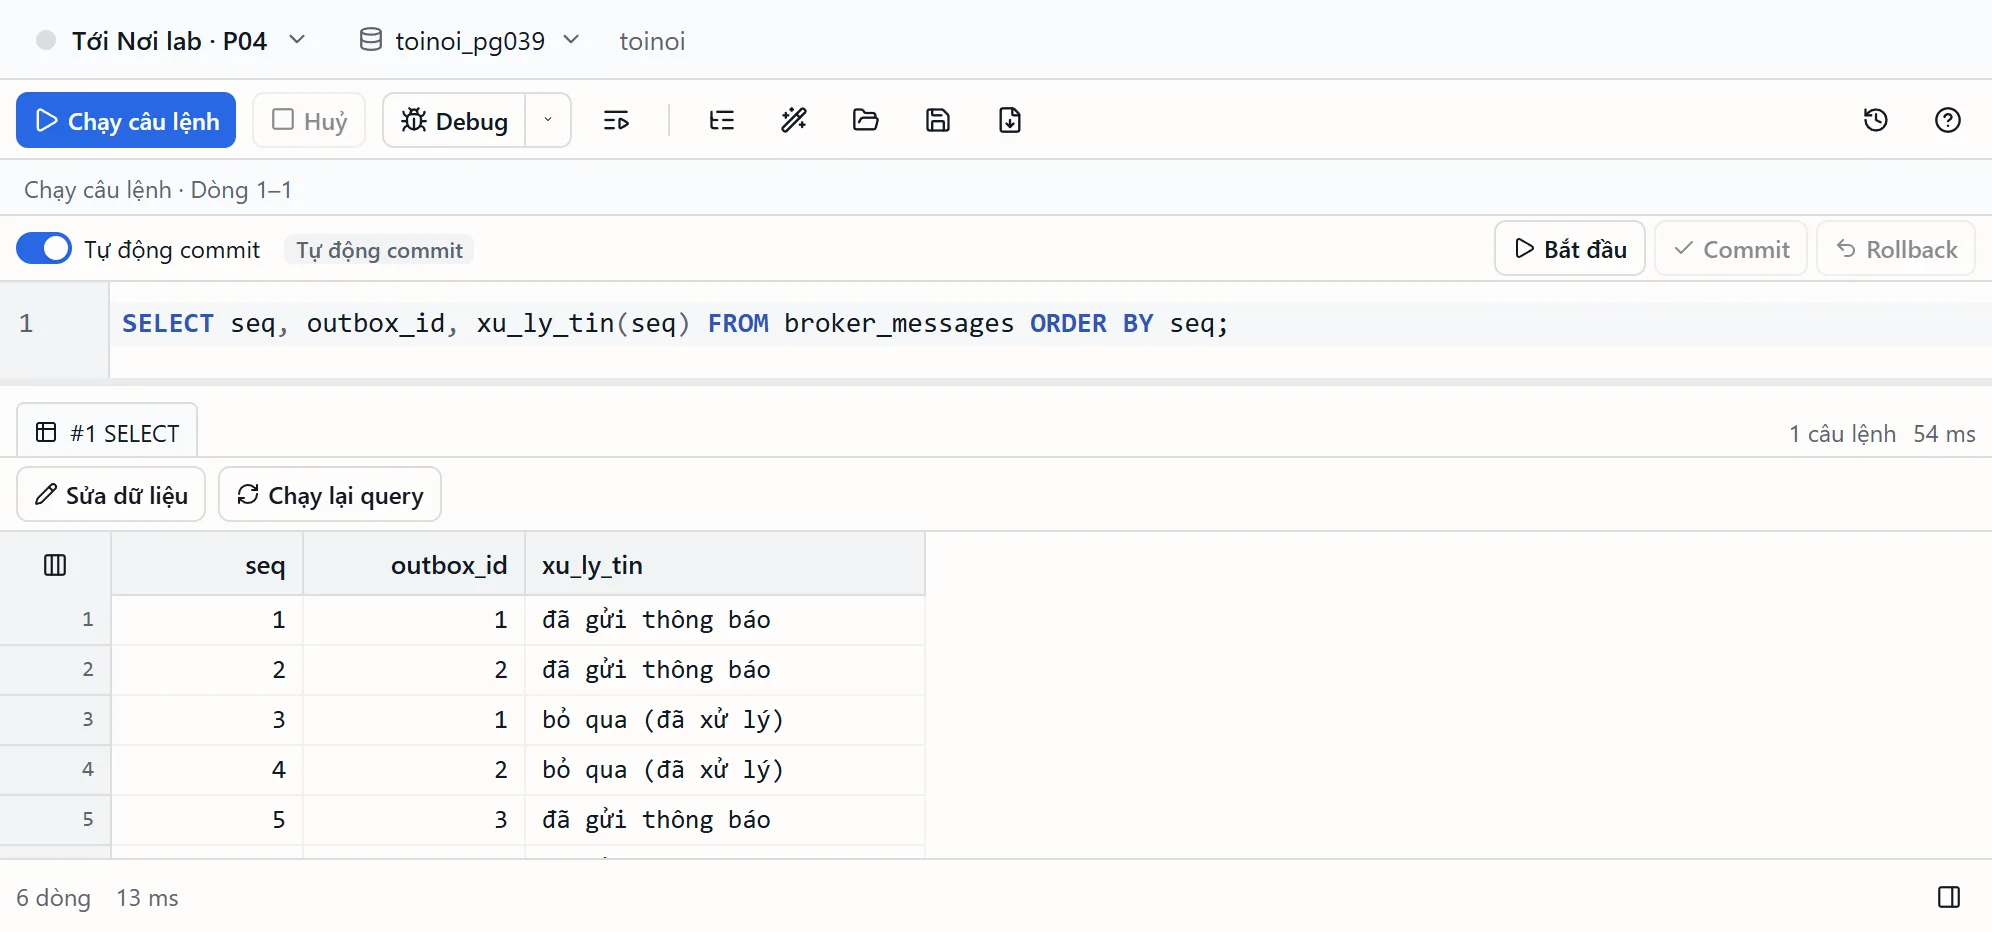 Tới Nơi lab · P04 toinoi_pg039 toinoi
Chạy câu lệnh Huỷ Debug
Chạy câu lệnh · Dòng 1–1
Tự động commit Tự động commit Bắt đầu Commit Rollback
1 SELECT seq, outbox_id, xu_ly_tin(seq) FROM broker_messages ORDER BY seq;
#1 SELECT 1 câu lệnh 54 ms
Sửa dữ liệu Chạy lại query
seq outbox_id xu_ly_tin
1 1 1 đã gửi thông báo
2 2 2 đã gửi thông báo
3 3 1 bỏ qua (đã xử lý)
4 4 2 bỏ qua (đã xử lý)
5 5 3 đã gửi thông báo
6 dòng 13 ms